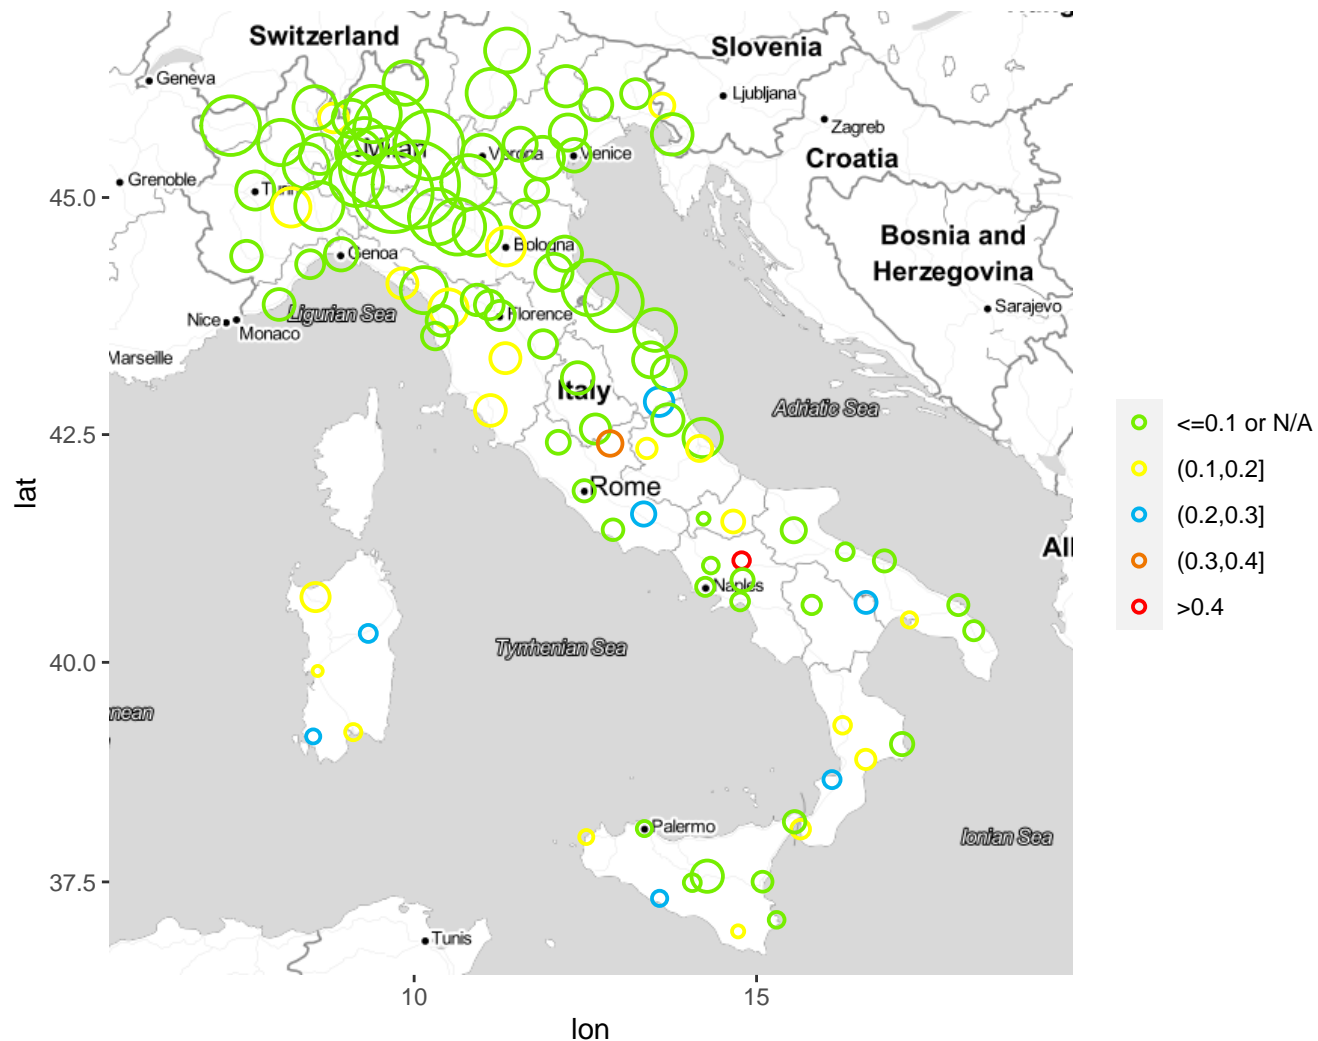 Switzerland
Slovenia
Geneva
Ljubljana
Zagreb
Croatia
Milan
Verona
Venice
Grenoble
45.0
Bosnia and
Herzegovina
Bologna
Genoa
Sarajevo
Ligurian Sea
Florence
Nice
Monaco
Marseille
Italy
Adriatic Sea
42.5
Rome
<=0.1 or N/A
(0.1,0.2]
(0.2,0.3]
(0.3,0.4]
>0.4
lat
All
Naples
Tyrrhenian Sea
40.0
nean
Palermo
Ionian Sea
37.5
Tunis
10
15
lon